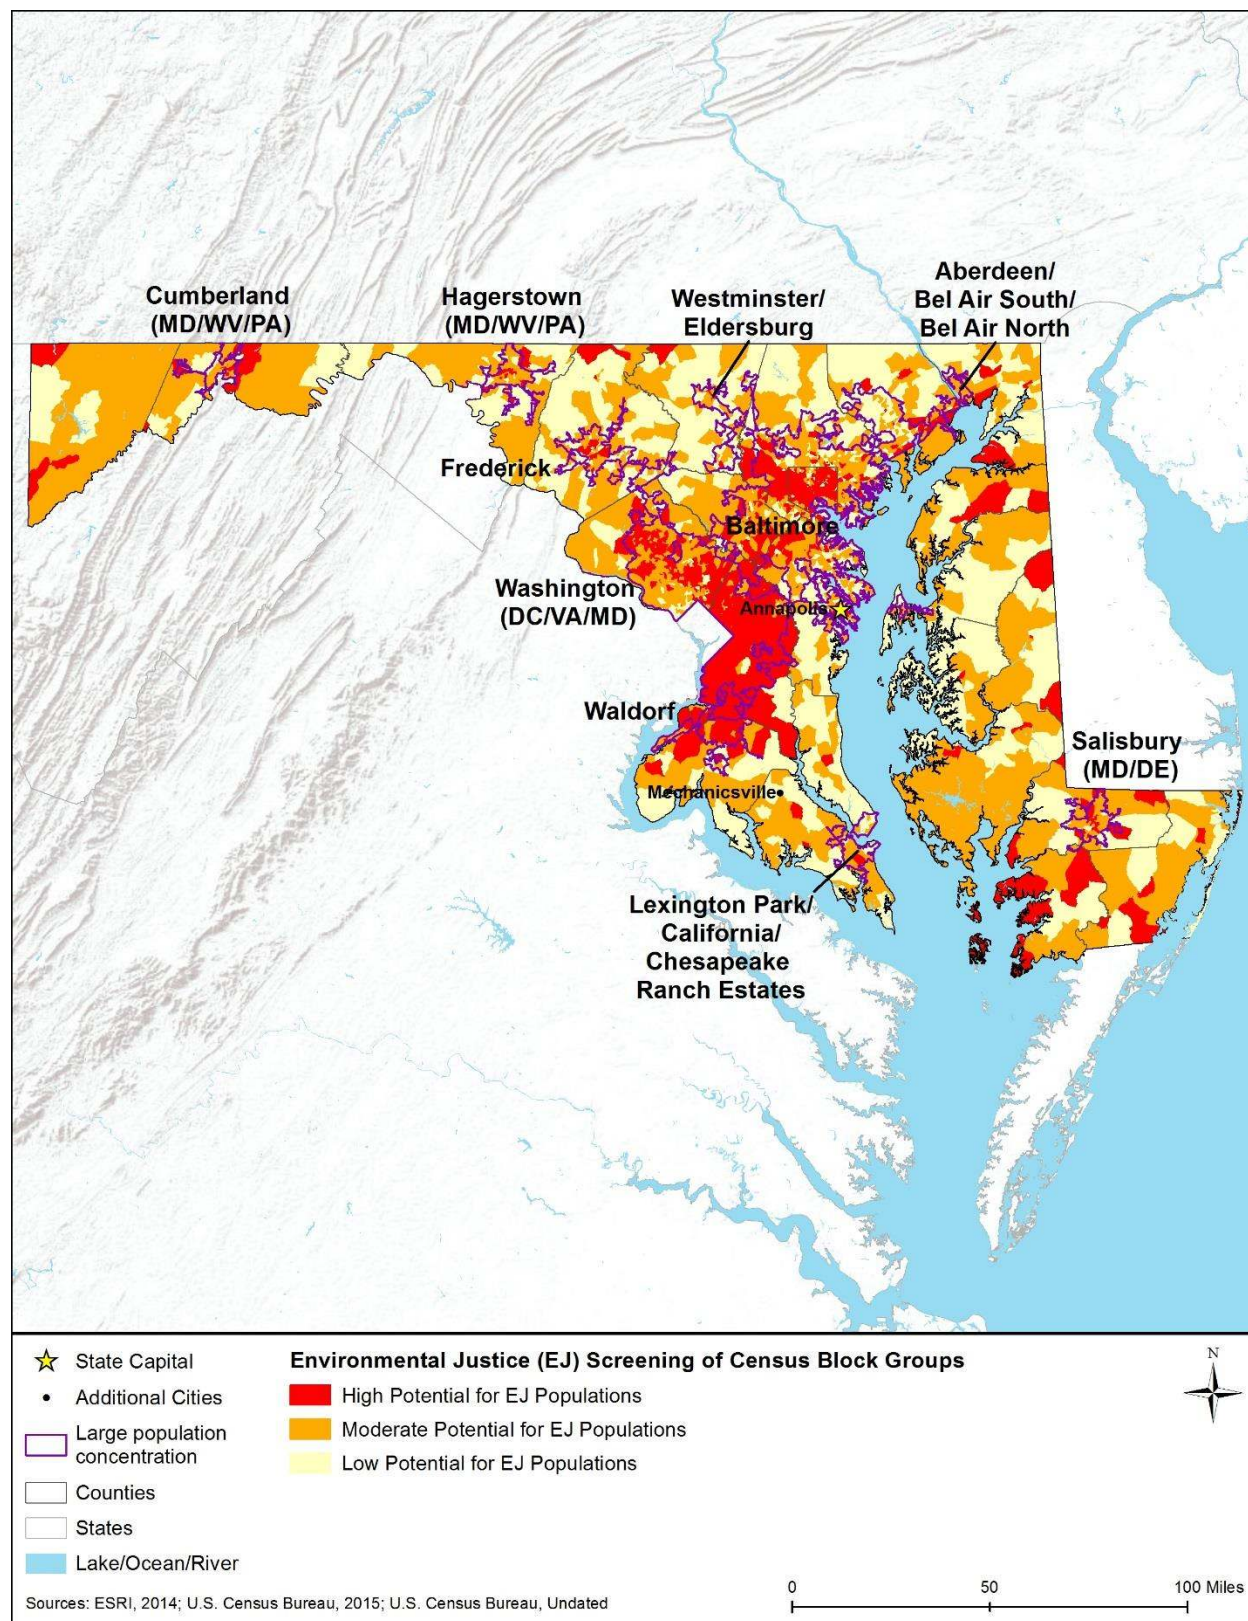 Cumberland
(MD/WV/PA)
Hagerstown
(MD/WV/PA)
Westminster/
Eldersburg
Aberdeen/
Bel Air South/
Bel Air North
Frederick
Baltimore
Washington
(DC/VA/MD)
Annapolis
Waldorf
Salisbury
(MD/DE)
Mechanicsville
Lexington Park/
California/
Chesapeake
Ranch Estates
State Capital
Additional Cities
Large population
concentration
Counties
States
Lake/Ocean/River
Environmental Justice (EJ) Screening of Census Block Groups
High Potential for EJ Populations
Moderate Potential for EJ Populations
Low Potential for EJ Populations
N
Sources: ESRI, 2014; U.S. Census Bureau, 2015; U.S. Census Bureau, Undated
0 50 100 Miles